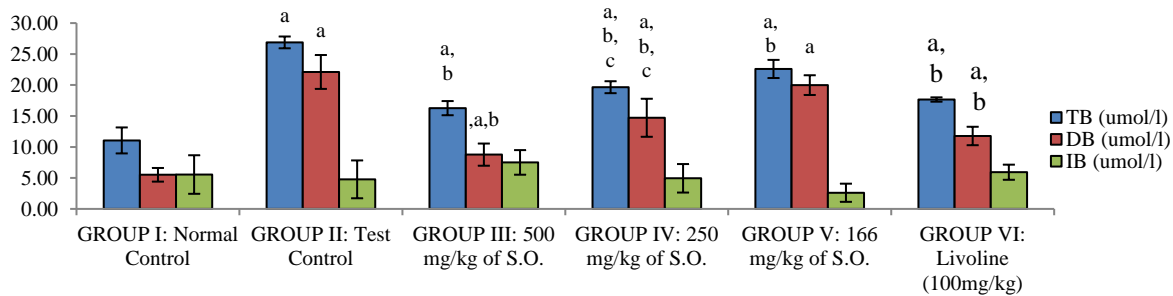 30.00
25.00
20.00
15.00
10.00
5.00
0.00
a
a
a,
b
,a,b
a,
b,
c
a,
b,
c
a,
b
a
a,
b
a,
b
TB (umol/l)
DB (umol/l)
IB (umol/l)
GROUP I: Normal
Control
GROUP II: Test
Control
GROUP III: 500
mg/kg of S.O.
GROUP IV: 250
mg/kg of S.O.
GROUP V: 166
mg/kg of S.O.
GROUP VI:
Livoline
(100mg/kg)